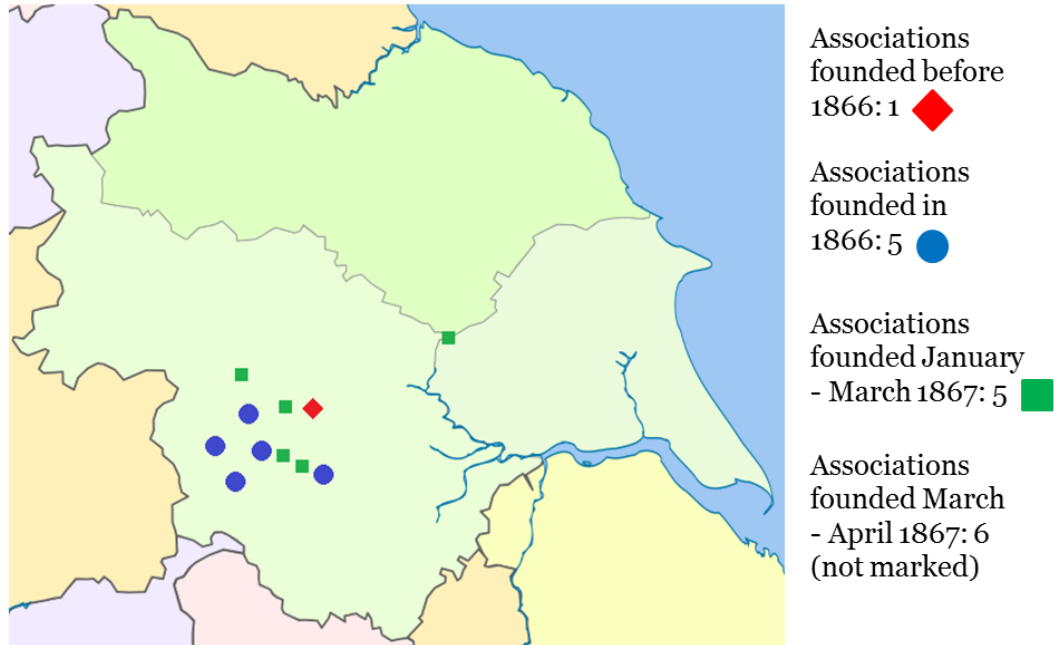 Associations
founded before
1866: 1
Associations
founded in
1866: 5
Associations
founded January
- March 1867: 5
Associations
founded March
- April 1867: 6
(not marked)